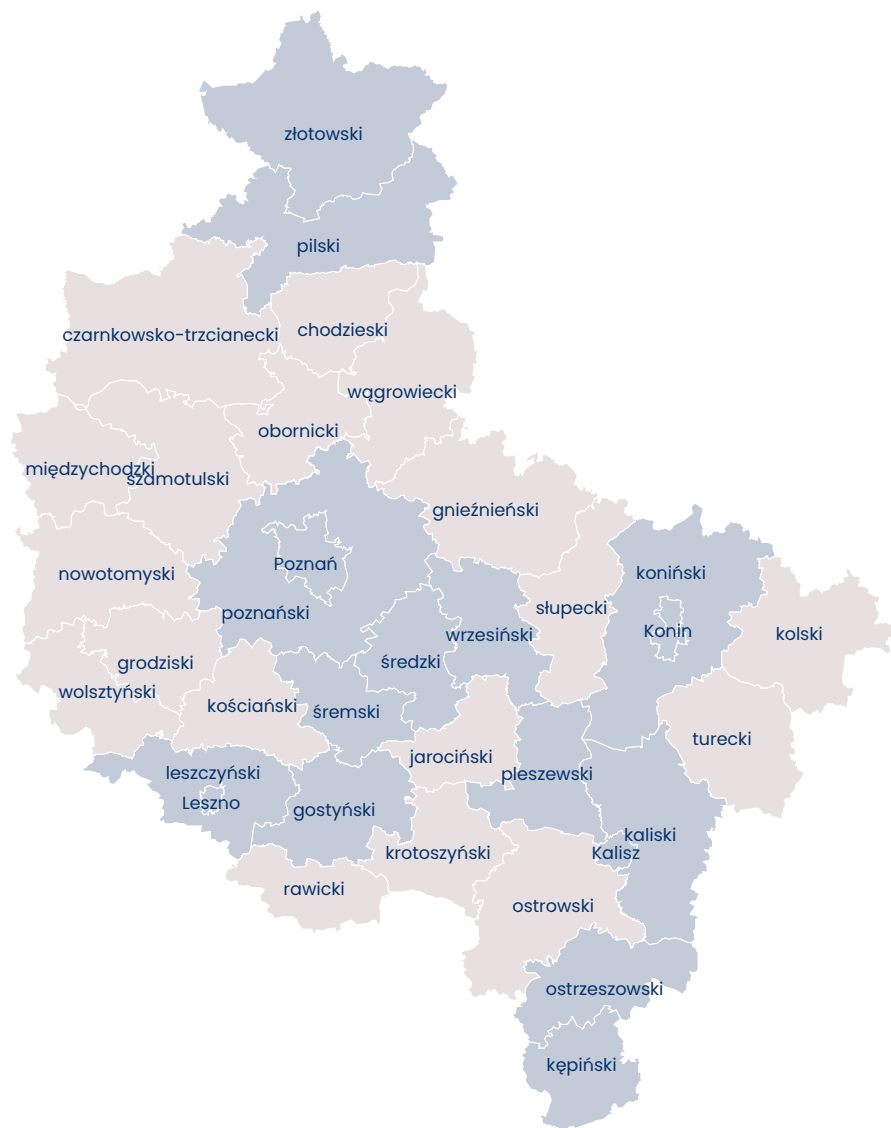 złotowski
pilski
czarnkowsko-trzcianecki
chodzieski
wągrowiecki
obornicki
międzychodzki
szamotulski
gnieźnieński
nowotomyski
Poznań
poznański
koniński
słupecki
Konin
kolski
wrzesiński
średzki
grodziski
wolsztyński
kościański
śremski
turecki
jarociński
leszczyński
pleszewski
Leszno
gostyński
kaliski
Kalisz
krotoszyński
rawicki
ostrowski
ostrzeszowski
kępiński